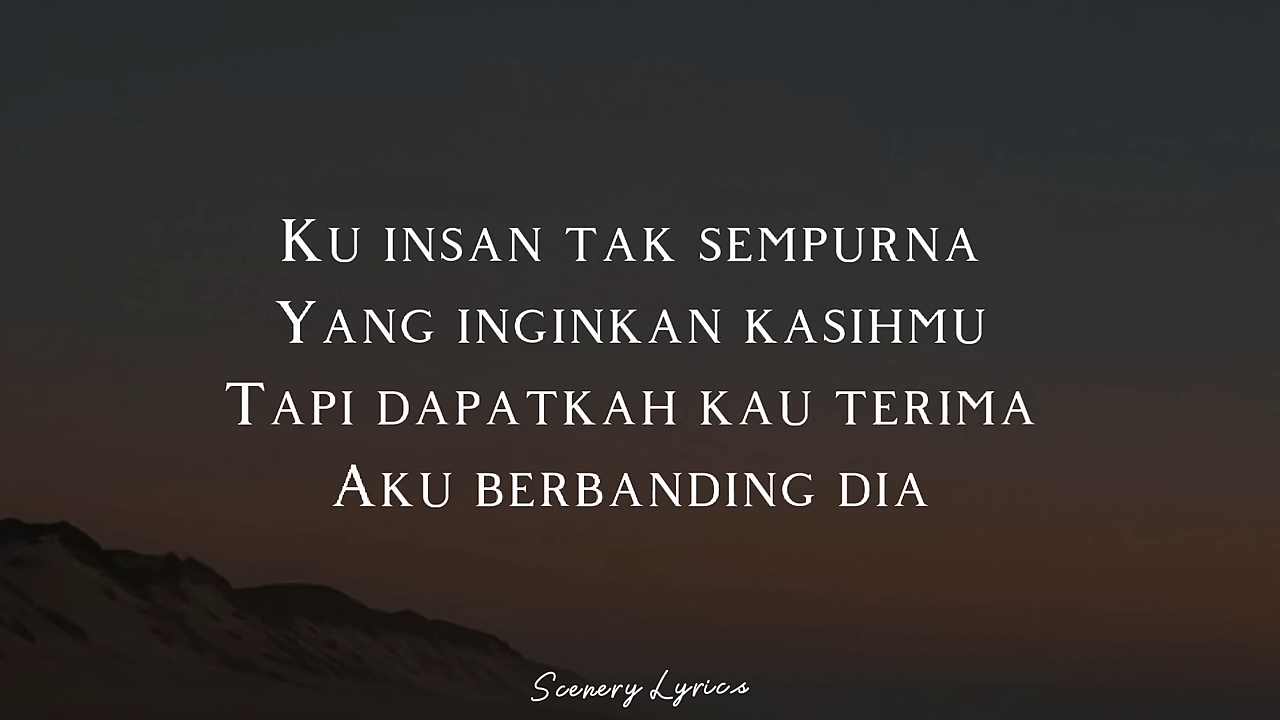 Ku insan tak sempurna
Yang inginkan kasihmu
Tapi dapatkah kau terima
Aku berbanding dia
Scenery Lyrics